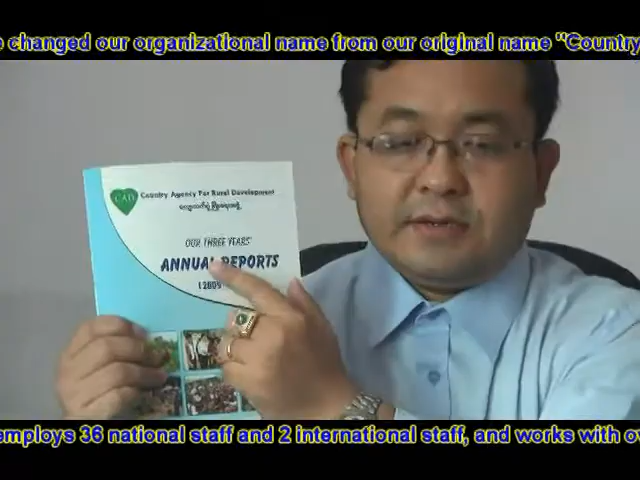 e changed our organizational name from our original name "Country
CAD
Country Agency For Rural Development
OUR THREE YEARS'
ANNUAL REPORTS
employs 36 national staff and 2 international staff, and works with ov